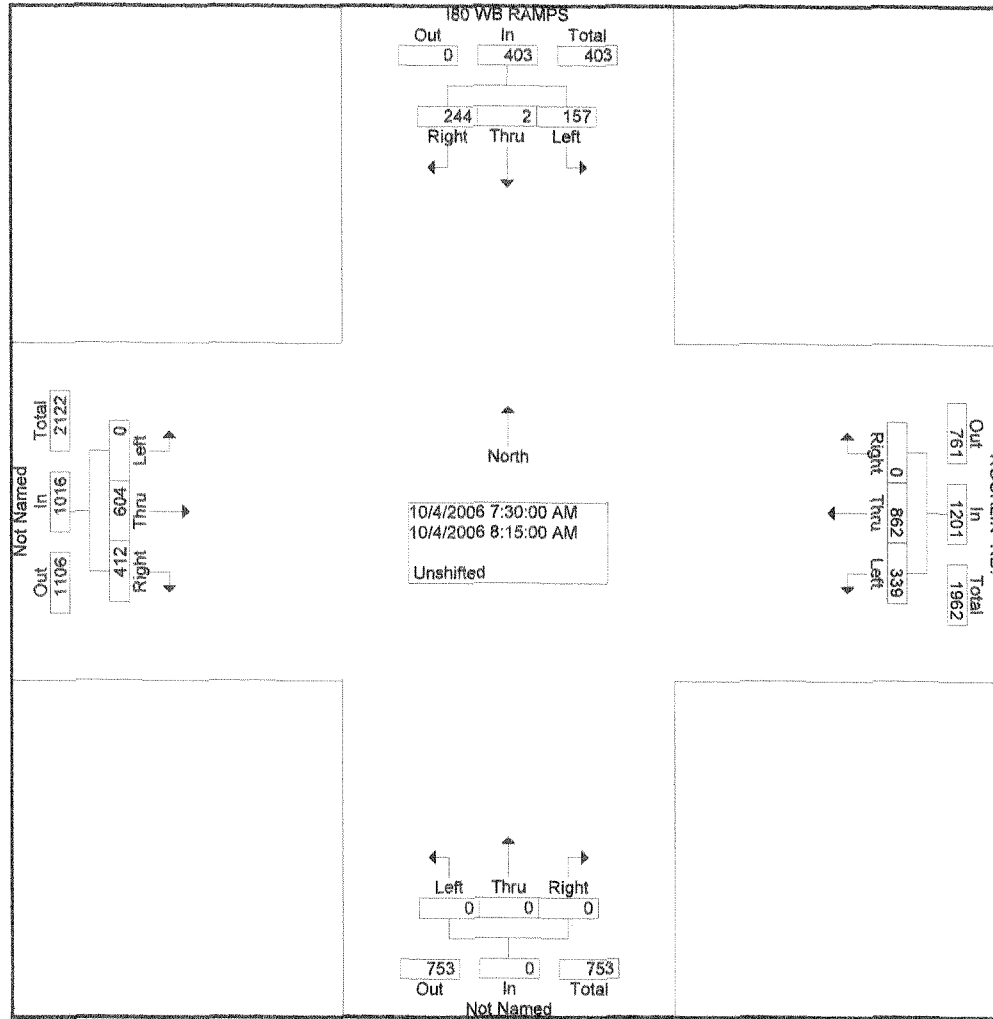 I80 WB RAMPS
Out In Total
0 403 403
244 2 157
Right Thru Left
Not Named
Total In Out
2122 1016 1106
0 604 412
Left Thru Right
North
10/4/2006 7:30:00 AM
10/4/2006 8:15:00 AM
Unshifted
Out In Total
761 1201 1962
0 862 339
Right Thru Left
Left Thru Right
0 0 0
753 0 753
Out In Total
Not Named